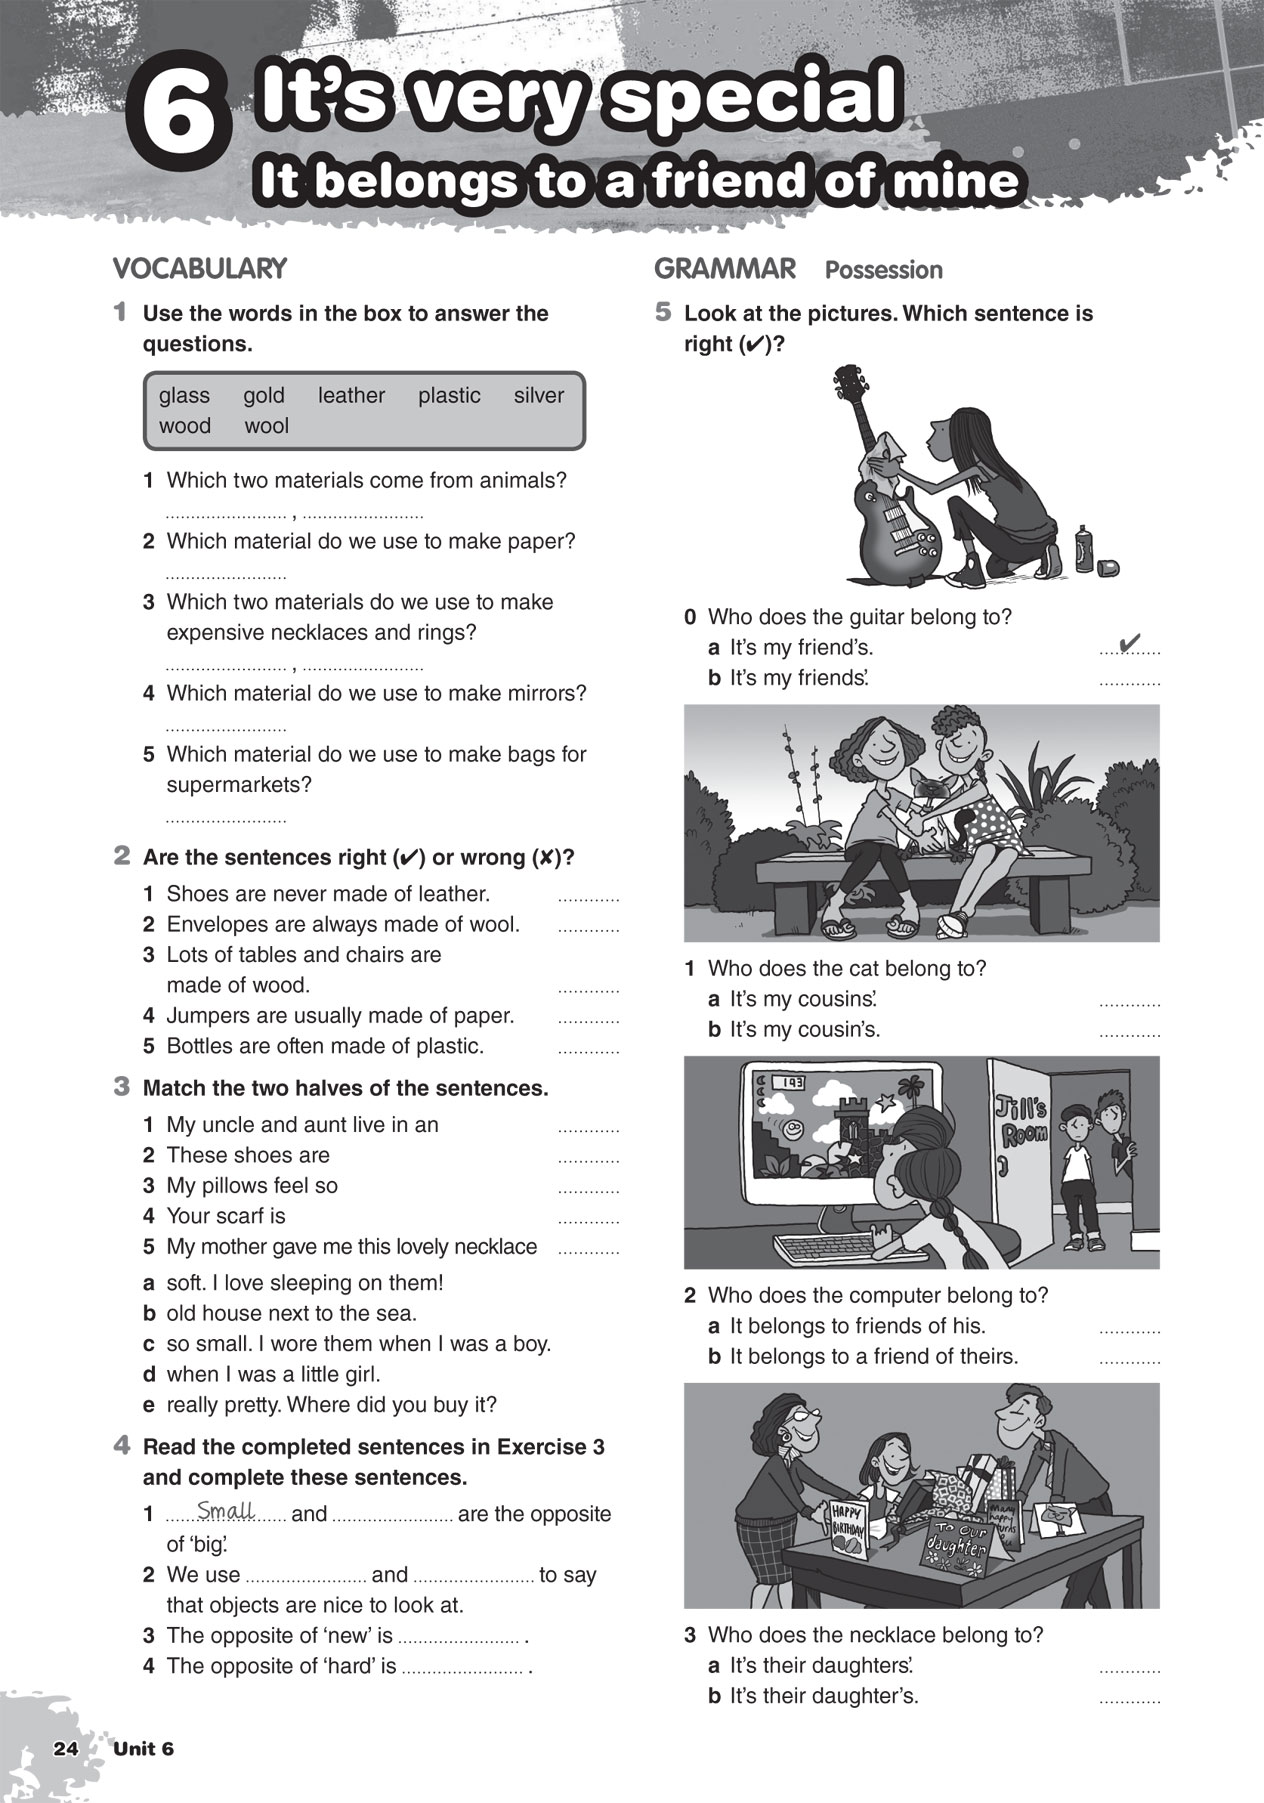 6
It's very special
It belongs to a friend of mine
VOCABULARY
1 Use the words in the box to answer the
questions.
glass gold leather plastic silver
wood wool
1 Which two materials come from animals?
........................ , ........................
2 Which material do we use to make paper?
........................
3 Which two materials do we use to make
expensive necklaces and rings?
........................ , ........................
4 Which material do we use to make mirrors?
........................
5 Which material do we use to make bags for
supermarkets?
........................
2 Are the sentences right (✔) or wrong (✘)?
1 Shoes are never made of leather. ............
2 Envelopes are always made of wool. ............
3 Lots of tables and chairs are
made of wood. ............
4 Jumpers are usually made of paper. ............
5 Bottles are often made of plastic. ............
3 Match the two halves of the sentences.
1 My uncle and aunt live in an ............
2 These shoes are ............
3 My pillows feel so ............
4 Your scarf is ............
5 My mother gave me this lovely necklace ............
a soft. I love sleeping on them!
b old house next to the sea.
c so small. I wore them when I was a boy.
d when I was a little girl.
e really pretty. Where did you buy it?
4 Read the completed sentences in Exercise 3
and complete these sentences.
1 ......Small...... and ........................ are the opposite
of 'big'.
2 We use ........................ and ........................ to say
that objects are nice to look at.
3 The opposite of 'new' is ........................ .
4 The opposite of 'hard' is ........................ .
GRAMMAR Possession
5 Look at the pictures. Which sentence is
right (✔)?
0 Who does the guitar belong to?
a It's my friend's. ....✔....
b It's my friends'. ............
1 Who does the cat belong to?
a It's my cousins'. ............
b It's my cousin's. ............
193
Jill's
Room
2 Who does the computer belong to?
a It belongs to friends of his. ............
b It belongs to a friend of theirs. ............
HAPPY
BIRTHDAY
TO OUR
daughter
Many
happy
3 Who does the necklace belong to?
a It's their daughters'. ............
b It's their daughter's. ............
24 Unit 6